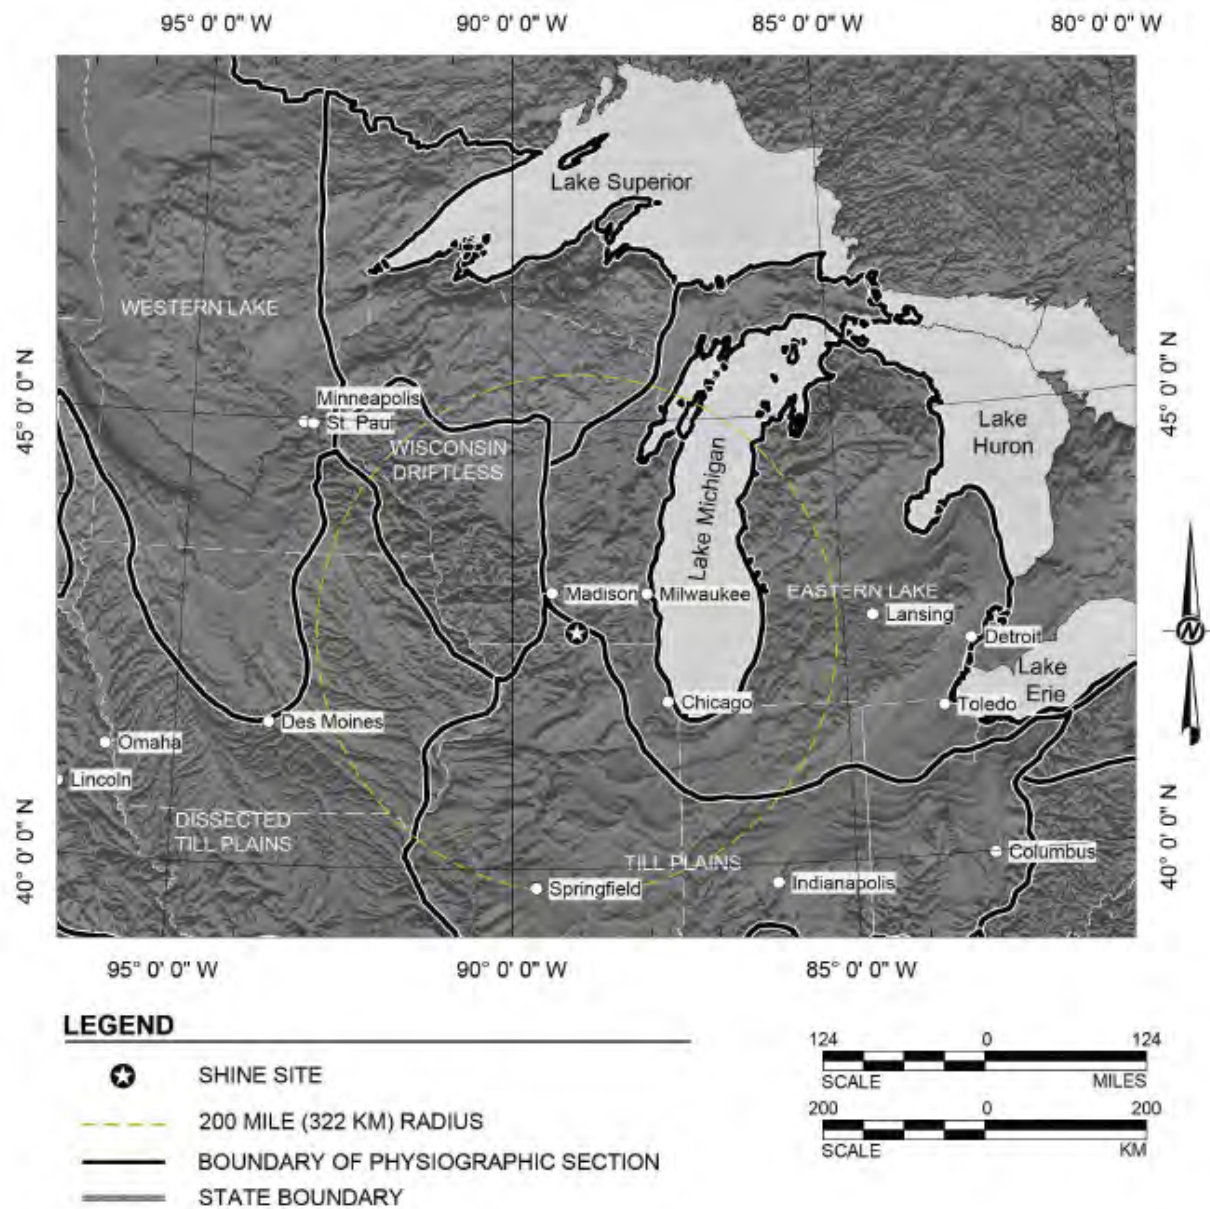 95° 0' 0" W
90° 0' 0" W
85° 0' 0" W
80° 0' 0" W
Lake Superior
WESTERN LAKE
45° 0' 0" N
45° 0' 0" N
Minneapolis
St. Paul
WISCONSIN
DRIFTLESS
Lake Michigan
Lake
Huron
Madison
Milwaukee
EASTERN LAKE
Lansing
Detroit
Lake
Erie
N
Chicago
Toledo
Des Moines
Omaha
Lincoln
DISSECTED
TILL PLAINS
TILL PLAINS
Columbus
Springfield
Indianapolis
40° 0' 0" N
40° 0' 0" N
95° 0' 0" W
90° 0' 0" W
85° 0' 0" W
LEGEND
SHINE SITE
200 MILE (322 KM) RADIUS
BOUNDARY OF PHYSIOGRAPHIC SECTION
STATE BOUNDARY
124 0 124
SCALE MILES
200 0 200
SCALE KM